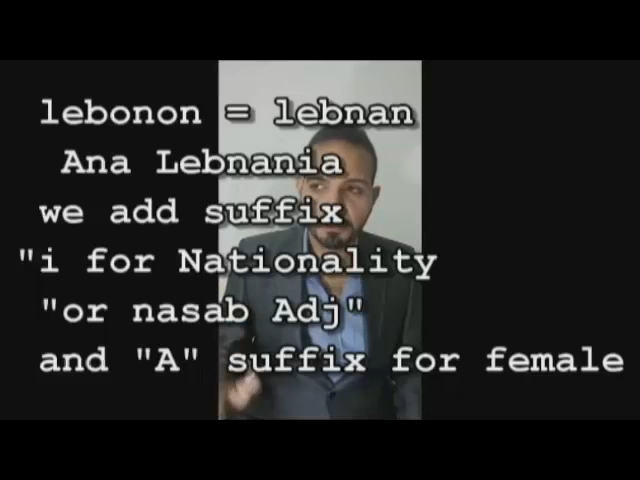 lebonon = lebnan
Ana Lebnania
we add suffix
"i for Nationality
"or nasab Adj"
and "A" suffix for female